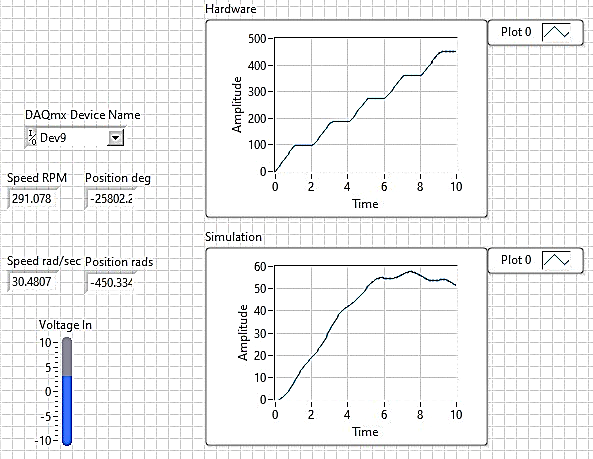 Hardware
Plot 0
500
400
300
200
100
0
Amplitude
0 2 4 6 8 10
Time
DAQmx Device Name
Dev9
Speed RPM Position deg
291.078 -25802.2
Simulation
Plot 0
60
50
40
30
20
10
0
Amplitude
0 2 4 6 8 10
Time
Speed rad/sec Position rads
30.4807 -450.334
Voltage In
10
5
0
-5
-10